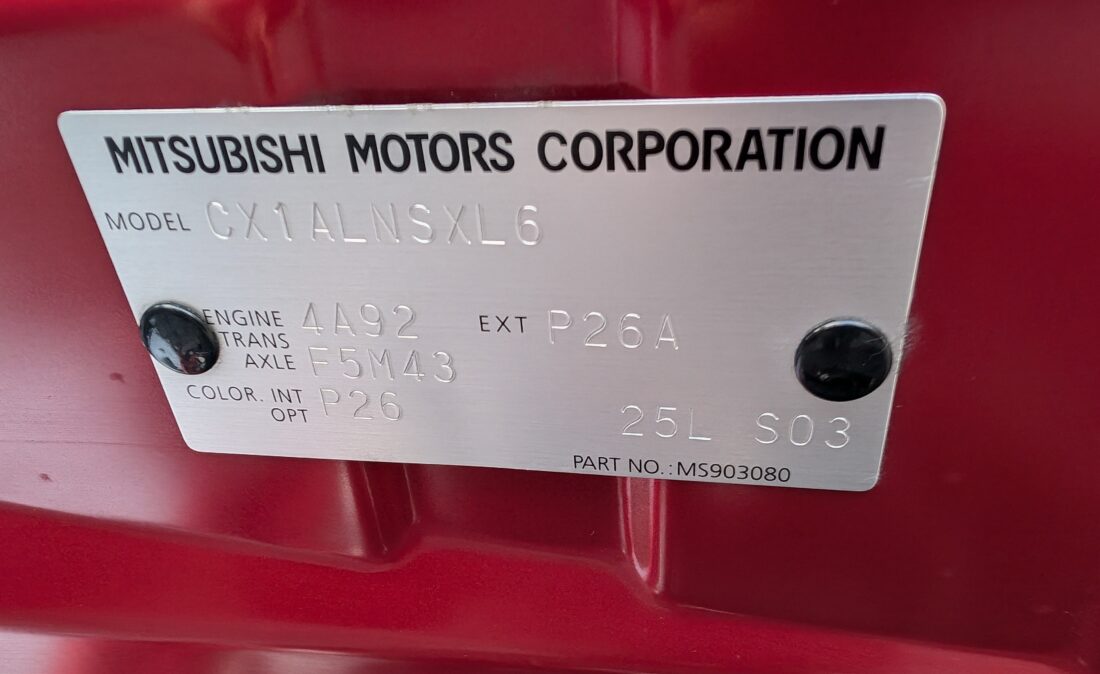 MITSUBISHI MOTORS CORPORATION
MODEL CX1ALNSXL6
ENGINE 4A92 EXT P26A
TRANS AXLE F5M43
COLOR. INT OPT P26
25L S03
PART NO.: MS903080